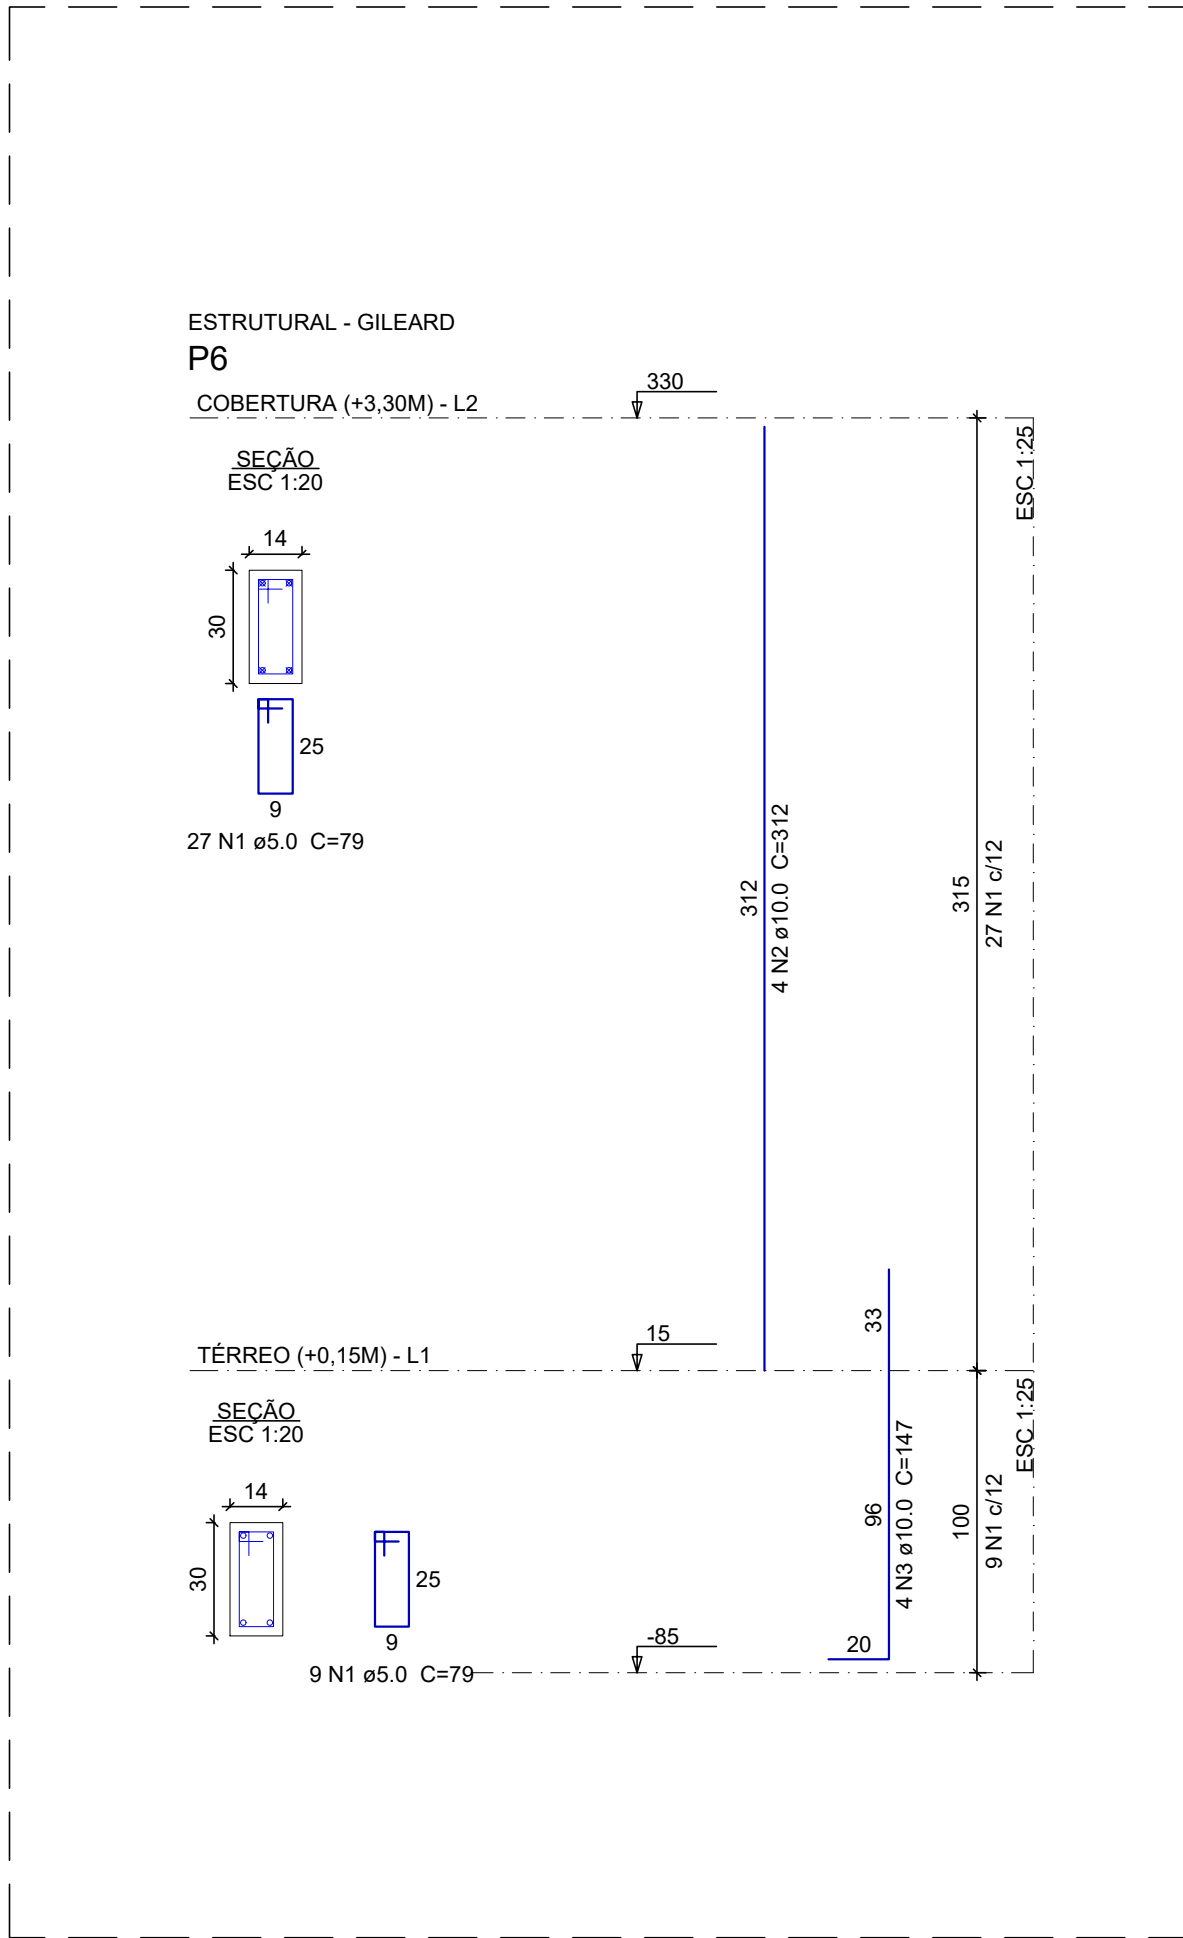 ESTRUTURAL - GILEARD
P6
COBERTURA (+3,30M) - L2
330
ESC 1:25
SEÇÃO
ESC 1:20
14
30
25
9
27 N1 ø5.0  C=79
312
4 N2 ø10.0  C=312
315
27 N1 c/12
33
TÉRREO (+0,15M) - L1
15
ESC 1:25
SEÇÃO
ESC 1:20
14
30
25
9
9 N1 ø5.0  C=79
96
4 N3 ø10.0  C=147
100
9 N1 c/12
-85
20